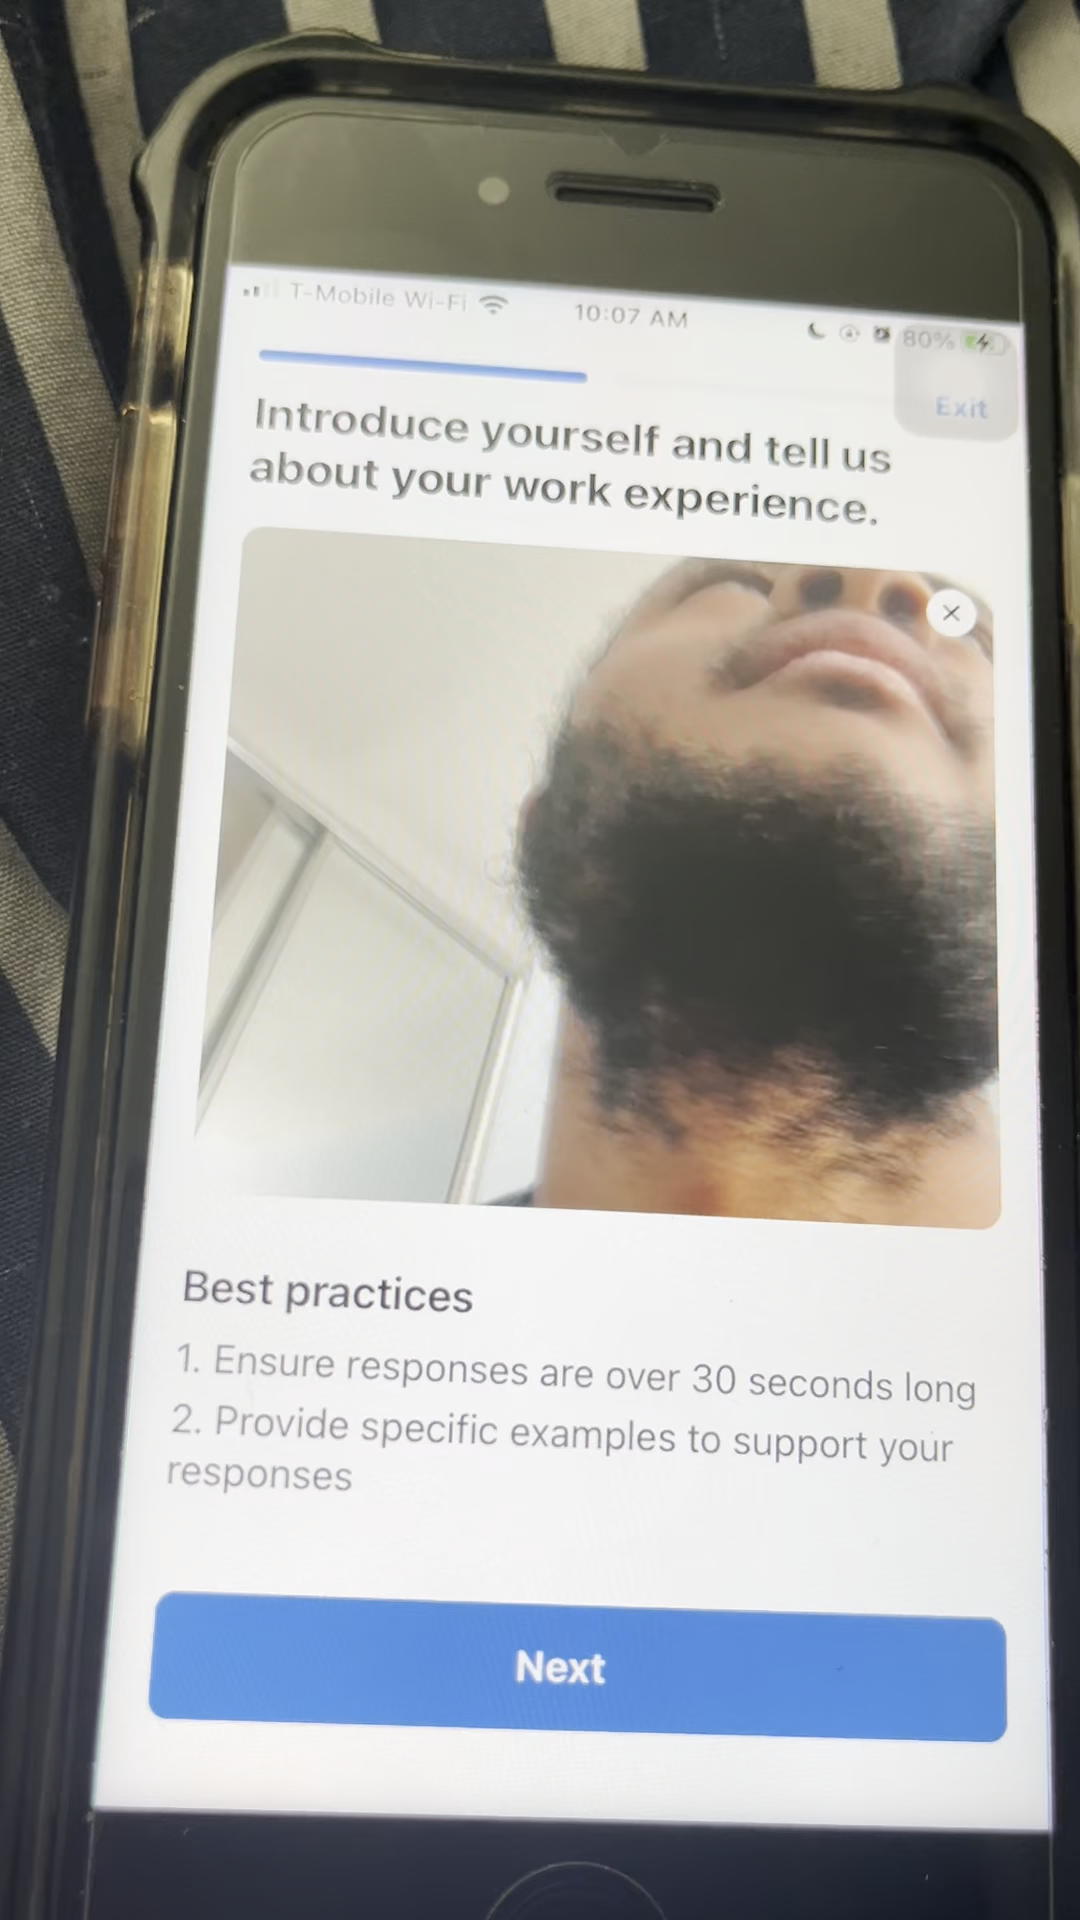 T-Mobile Wi-Fi 10:07 AM 80%
Exit
Introduce yourself and tell us
about your work experience.
Best practices
1. Ensure responses are over 30 seconds long
2. Provide specific examples to support your
responses
Next